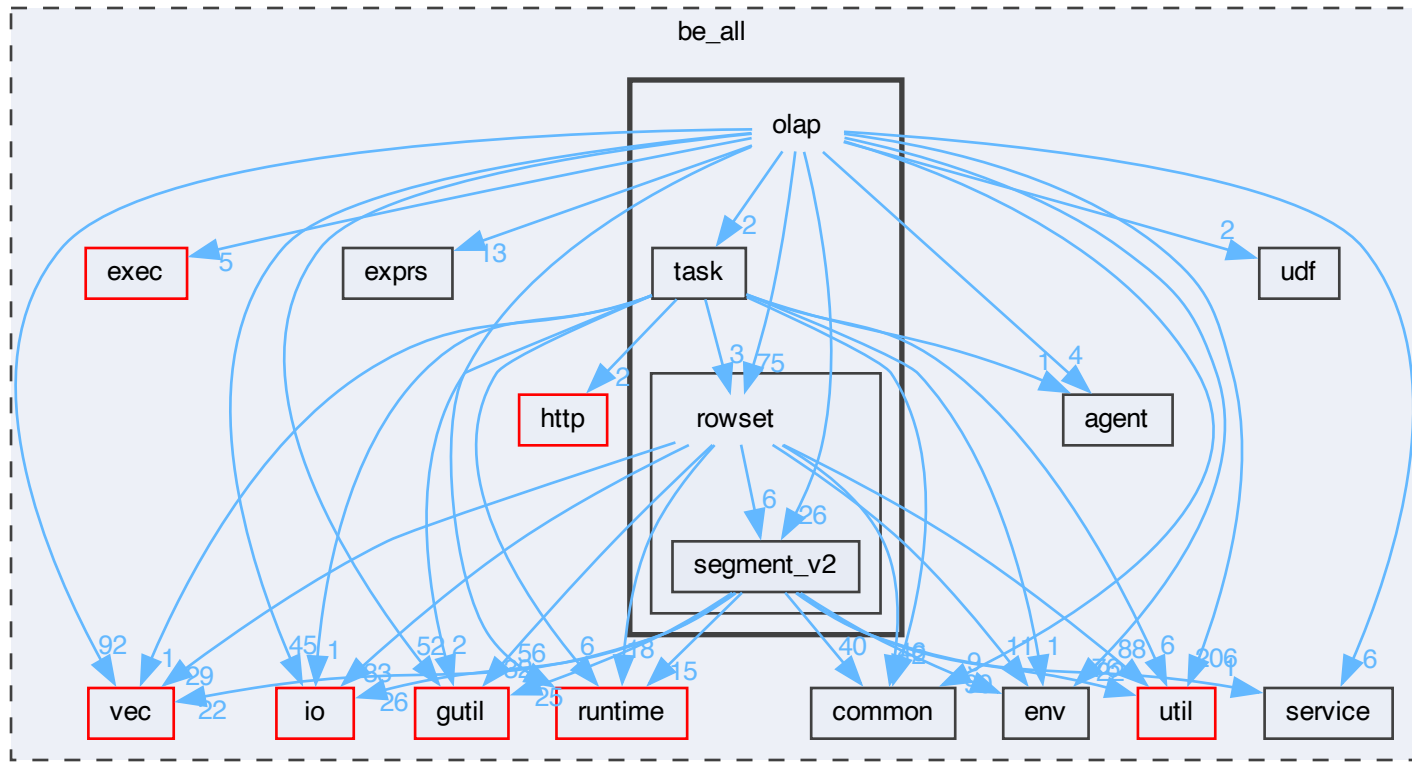 be_all
olap
5
13
2
2
exec
exprs
task
udf
2
3
75
1
4
http
rowset
agent
6
26
segment_v2
92
1
29
22
45
1
33
26
52
2
56
25
6
18
15
40
9
11
1
88
6
206
1
6
vec
io
gutil
runtime
common
env
util
service